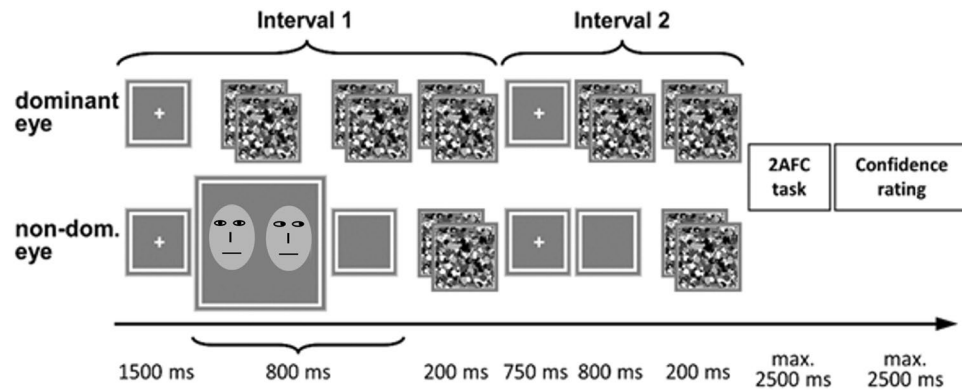 Interval 1
Interval 2
dominant
eye
non-dom.
eye
2AFC
task
Confidence
rating
1500 ms
800 ms
200 ms
750 ms
800 ms
200 ms
max.
2500 ms
max.
2500 ms